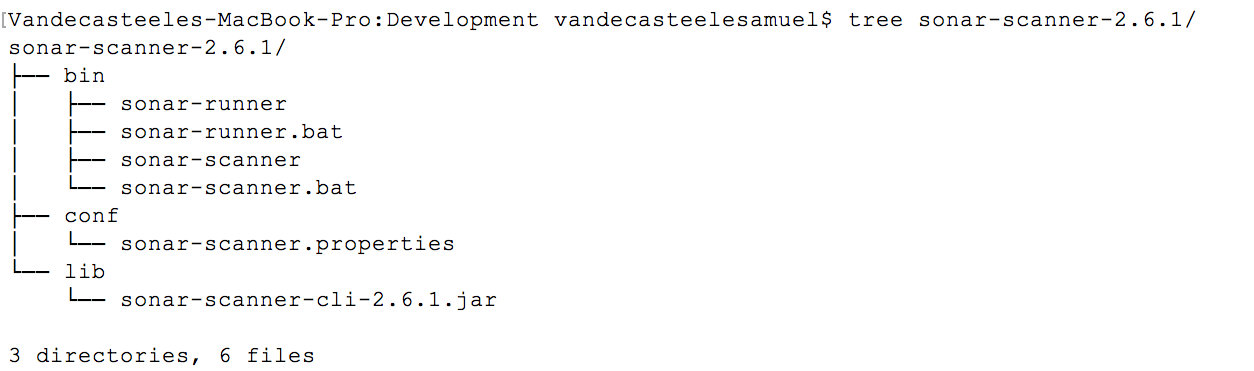 [Vandecasteeles-MacBook-Pro:Development vandecasteelesamuel$ tree sonar-scanner-2.6.1/
sonar-scanner-2.6.1/
├── bin
│   ├── sonar-runner
│   ├── sonar-runner.bat
│   ├── sonar-scanner
│   └── sonar-scanner.bat
├── conf
│   └── sonar-scanner.properties
└── lib
    └── sonar-scanner-cli-2.6.1.jar

3 directories, 6 files